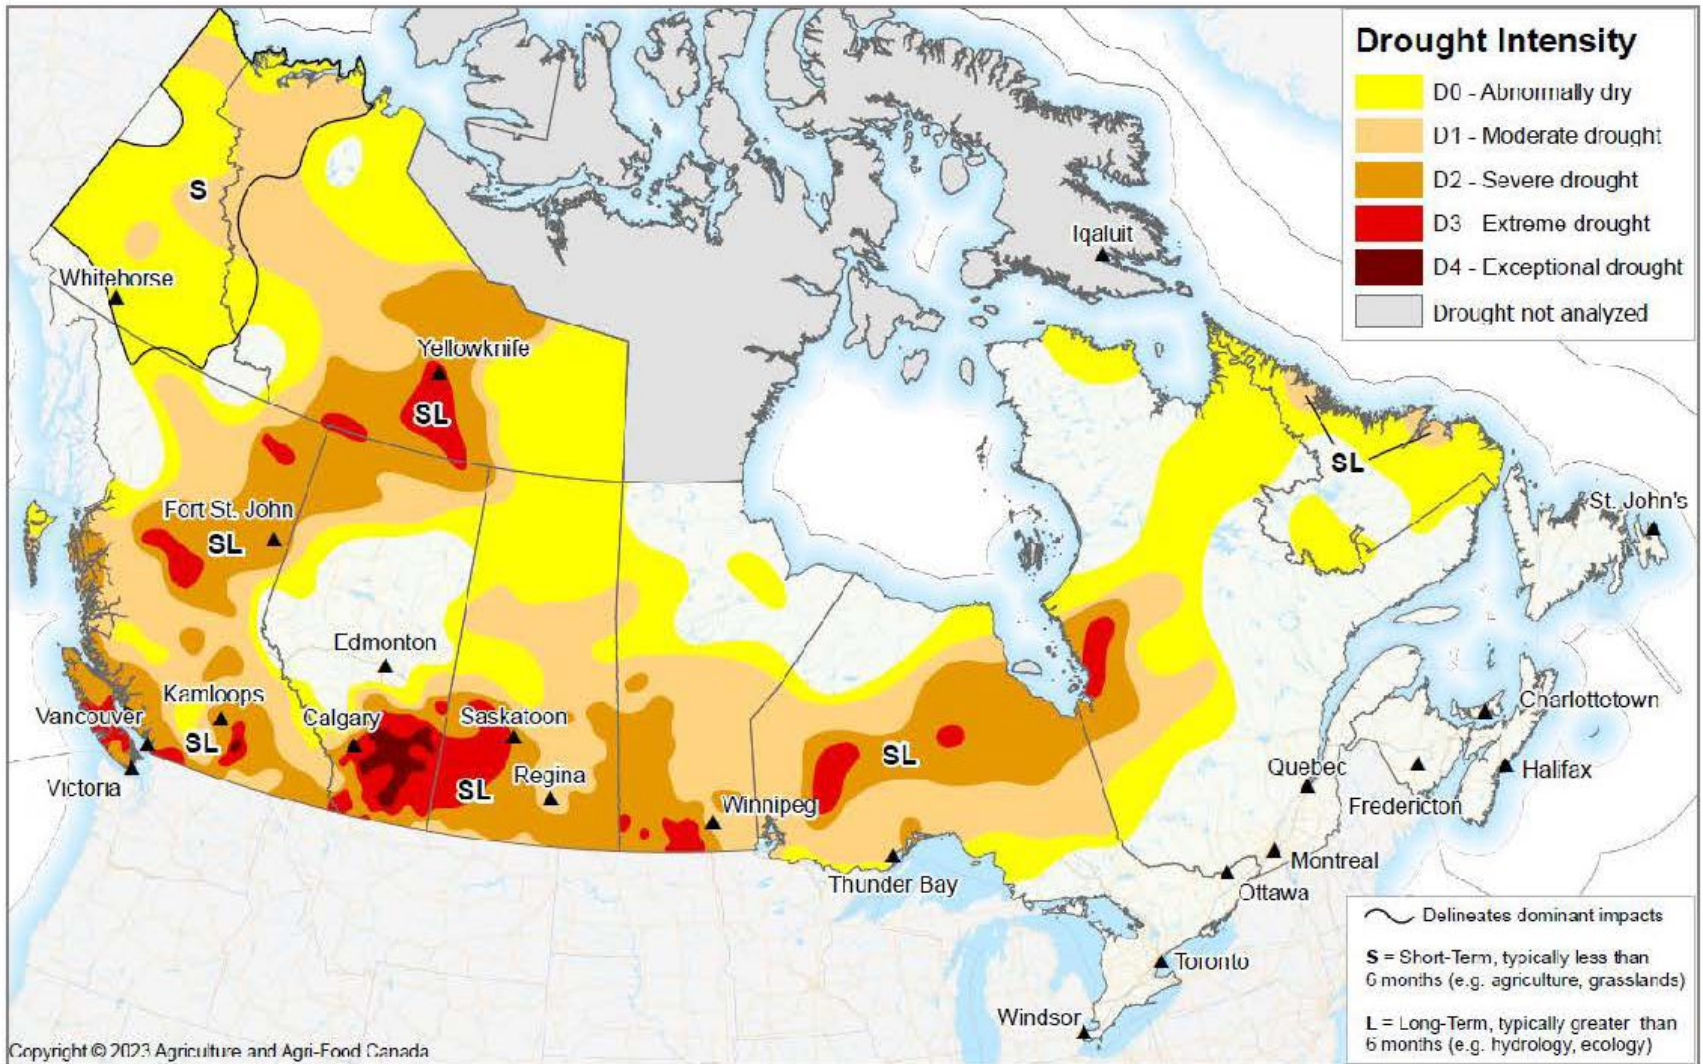 Drought Intensity
D0 - Abnormally dry
D1 - Moderate drought
D2 - Severe drought
D3 - Extreme drought
D4 - Exceptional drought
Drought not analyzed
S
Iqaluit
Whitehorse
Yellowknife
SL
SL
Fort St. John
SL
St. John's
Edmonton
Kamloops
Vancouver
Calgary
Saskatoon
Charlottetown
SL
SL
Victoria
SL
Regina
Winnipeg
Quebec
Halifax
Fredericton
Thunder Bay
Montreal
Ottawa
Toronto
Windsor
Delineates dominant impacts
S = Short-Term, typically less than
6 months (e.g. agriculture, grasslands)
L = Long-Term, typically greater than
6 months (e.g. hydrology, ecology)
Copyright © 2023 Agriculture and Agri-Food Canada